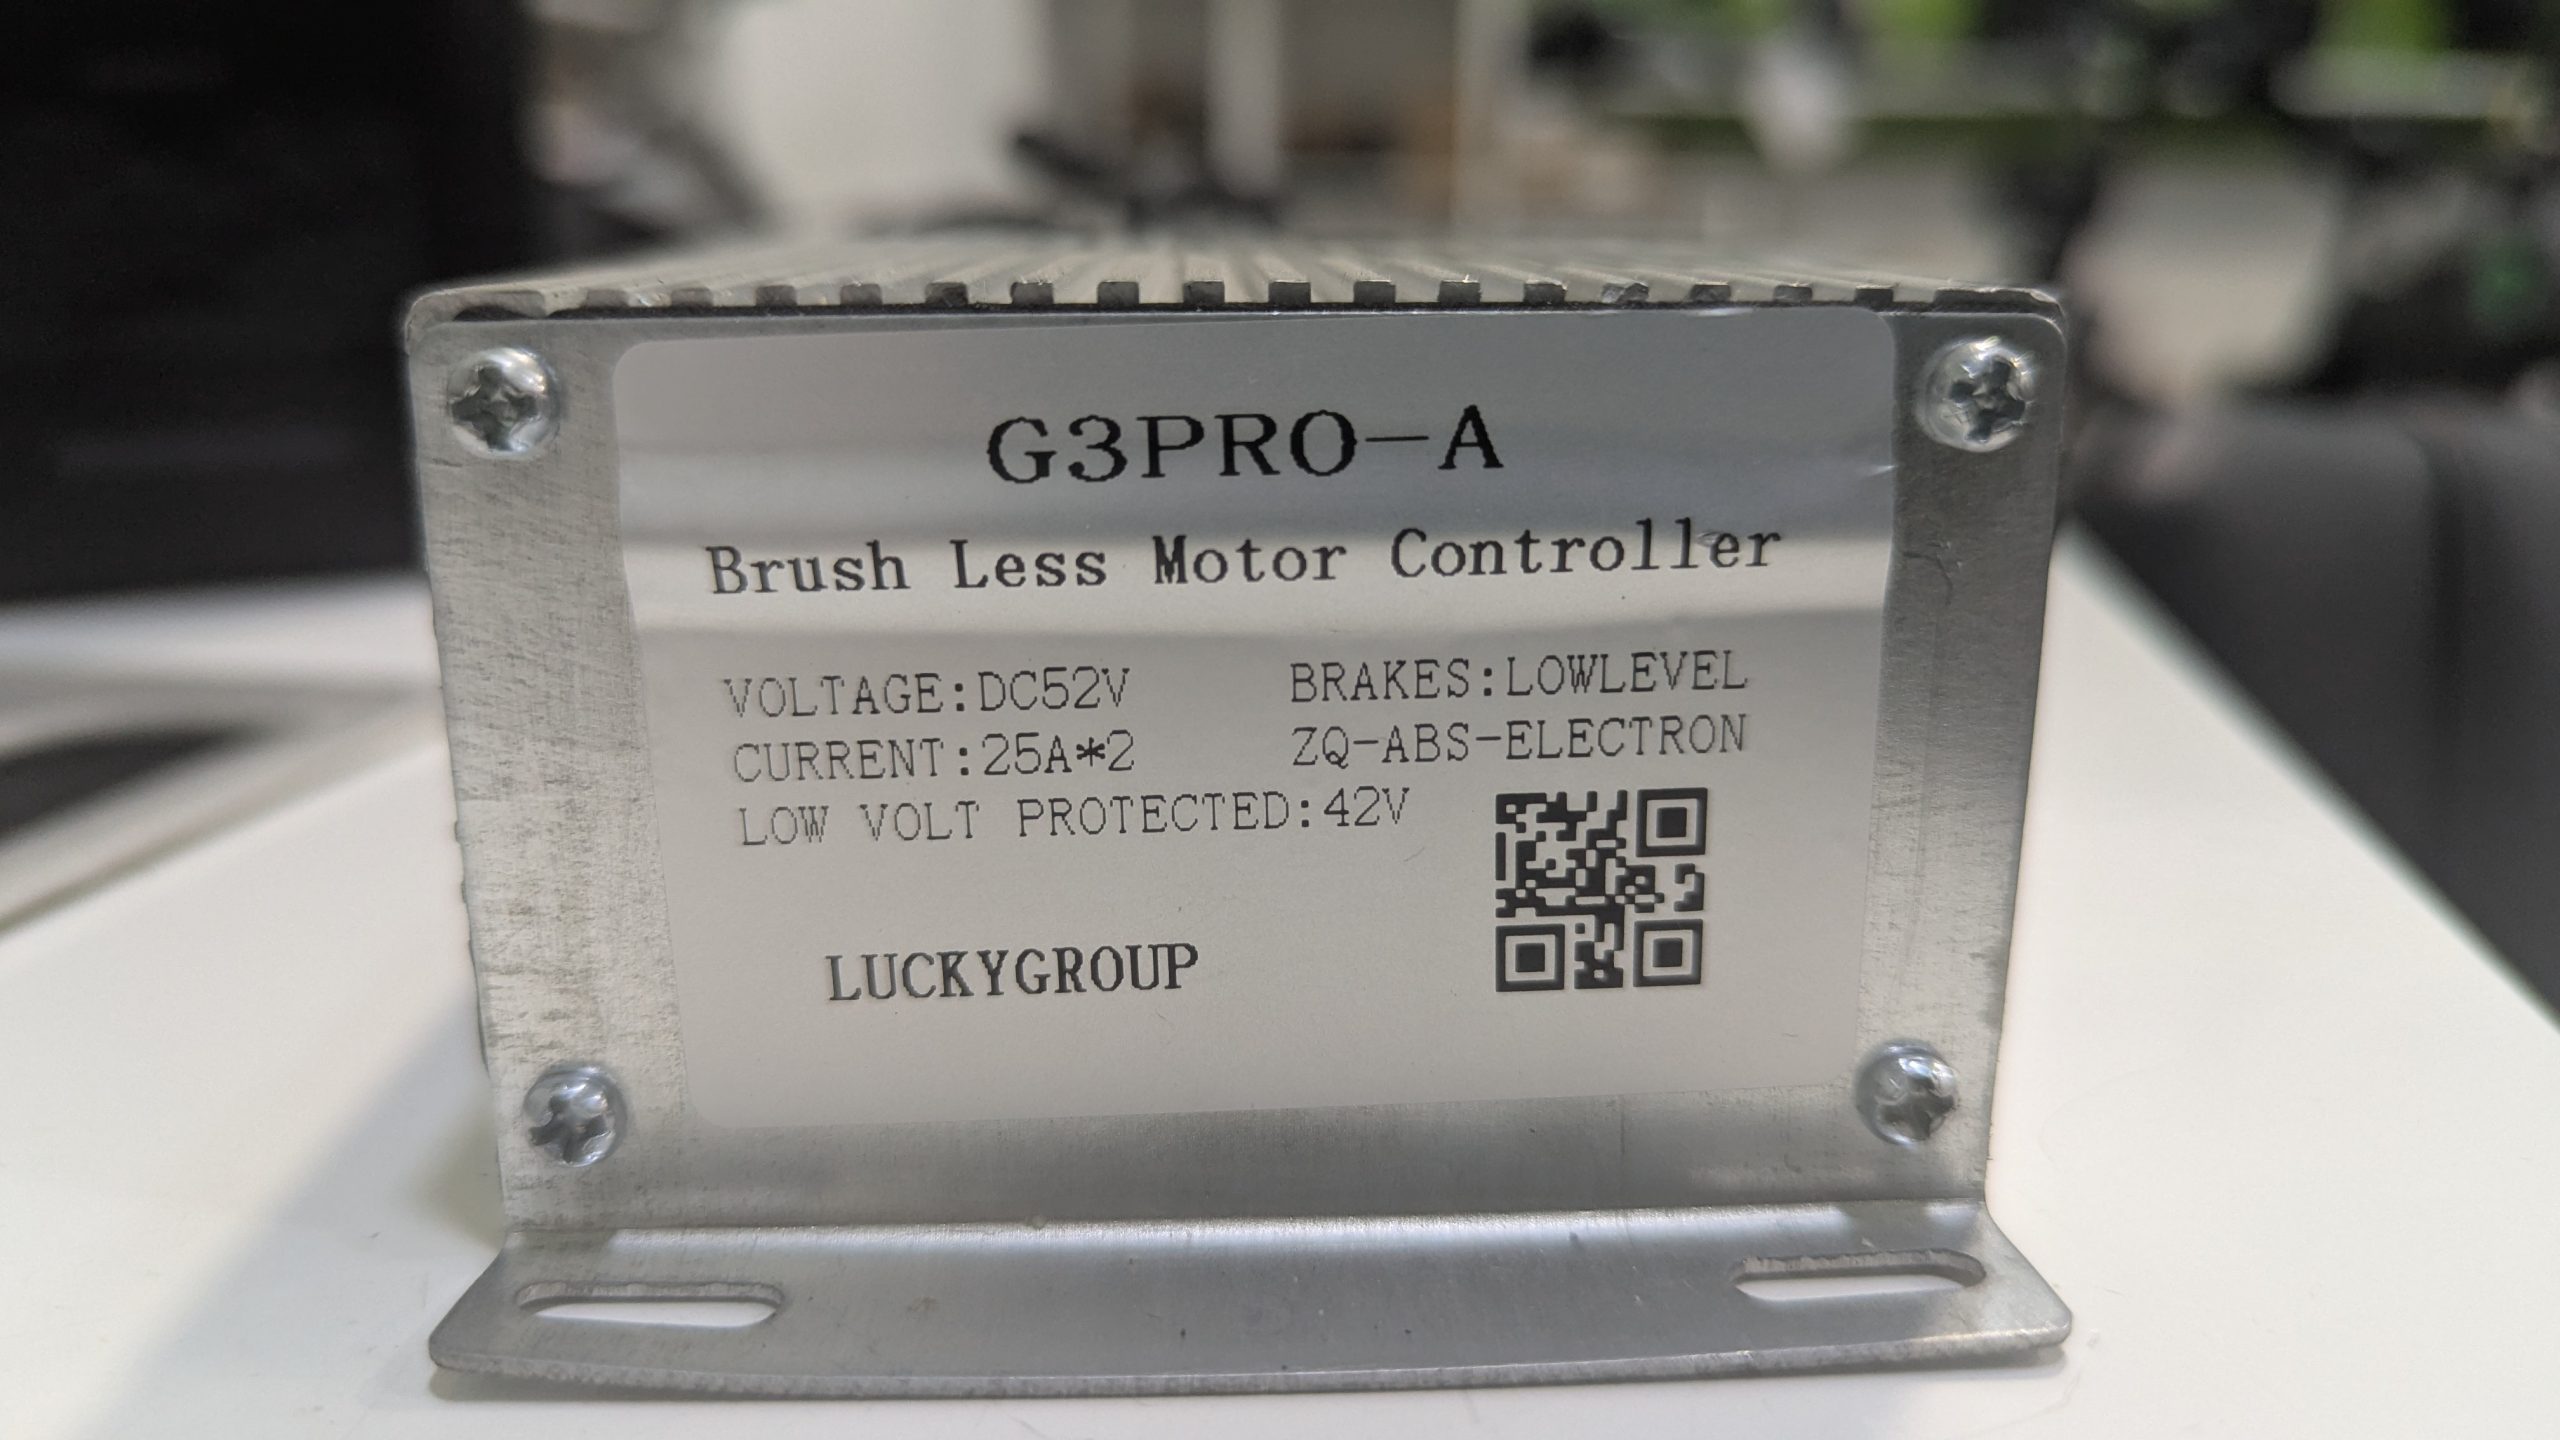 G3PRO-A
Brush Less Motor Controller
VOLTAGE:DC52V BRAKES:LOWLEVEL
CURRENT:25A*2 ZQ-ABS-ELECTRON
LOW VOLT PROTECTED:42V
LUCKYGROUP